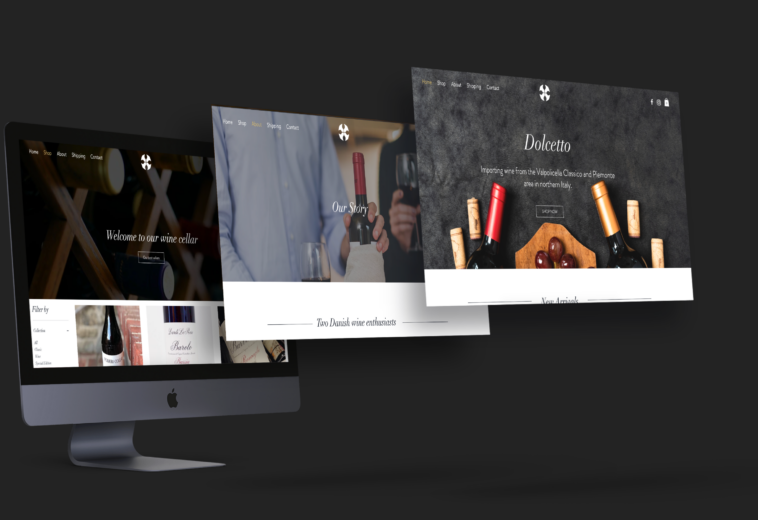 Home Shop About Shipping Contact
Welcome to our wine cellar
Filter by
Collection
Barolo
Home Shop About Shipping Contact
Our Story
Two Danish wine enthusiasts
Home Shop About Shipping Contact
Dolcetto
Importing wine from the Valpolicella Classico and Piemonte
area in northern Italy.
SHOP NOW
New Arrivals